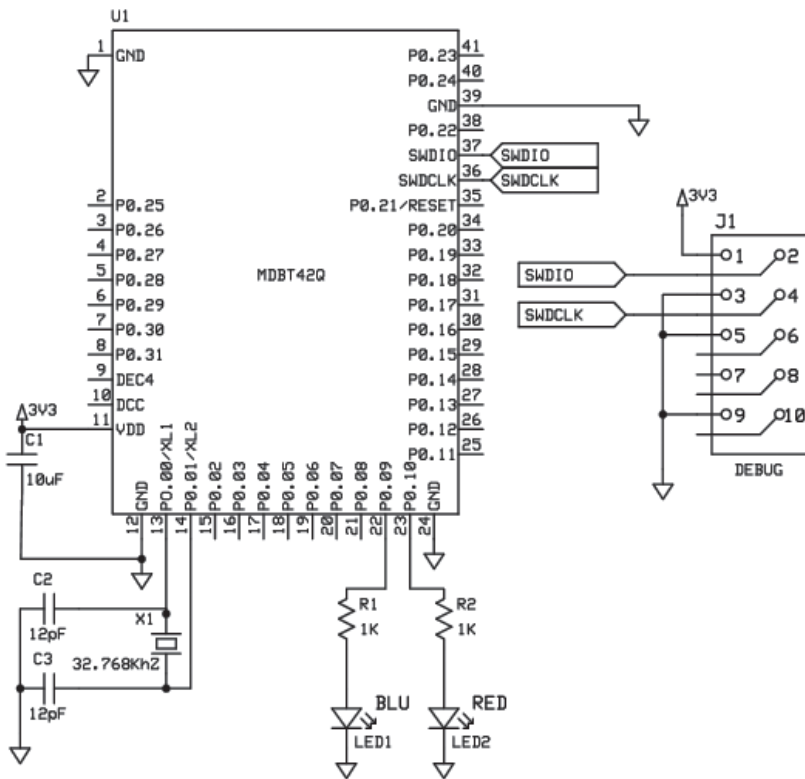 U1
1 GND
P0.23 41
P0.24 40
GND 39
P0.22 38
SWDIO 37 SWDIO
SWDCLK 36 SWDCLK
2 P0.25
P0.21/RESET 35
3 P0.26
P0.20 34
4 P0.27
P0.19 33
5 P0.28
P0.18 32
6 P0.29
P0.17 31
7 P0.30
P0.16 30
8 P0.31
P0.15 29
9 DEC4
P0.14 28
10 DCC
P0.13 27
11 VDD
P0.12 26
P0.11 25
MDBT42Q
3V3
C1
10uF
12 GND
13 P0.00/XL1
14 P0.01/XL2
15 P0.02
16 P0.03
17 P0.04
18 P0.05
19 P0.06
20 P0.07
21 P0.08
22 P0.09
23 P0.10
24 GND
C2
12pF
X1
32.768KhZ
C3
12pF
R1
1K
R2
1K
BLU
LED1
RED
LED2
3V3
J1
SWDIO
SWDCLK
1 2
3 4
5 6
7 8
9 10
DEBUG